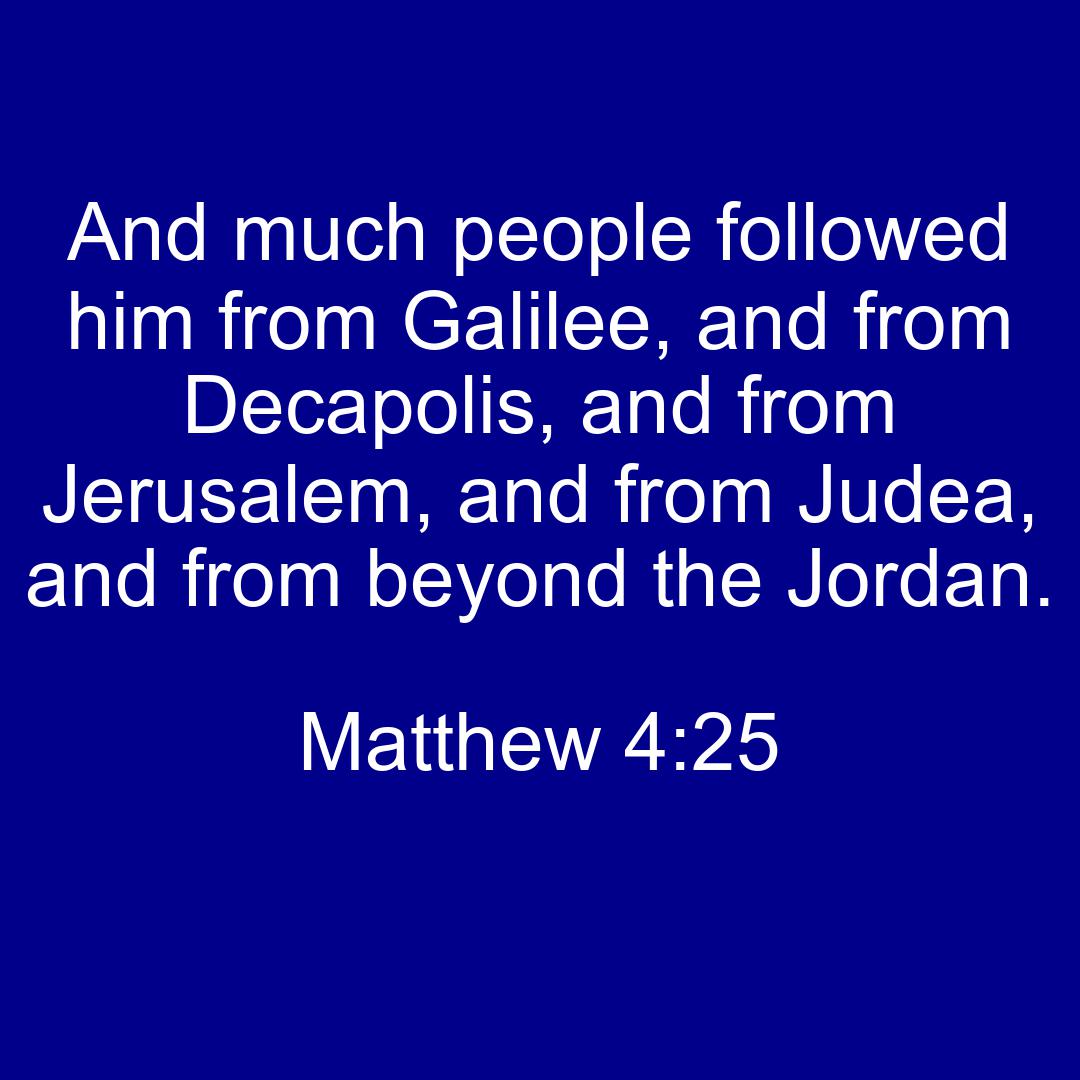 And much people followed
him from Galilee, and from
Decapolis, and from
Jerusalem, and from Judea,
and from beyond the Jordan.
Matthew 4:25